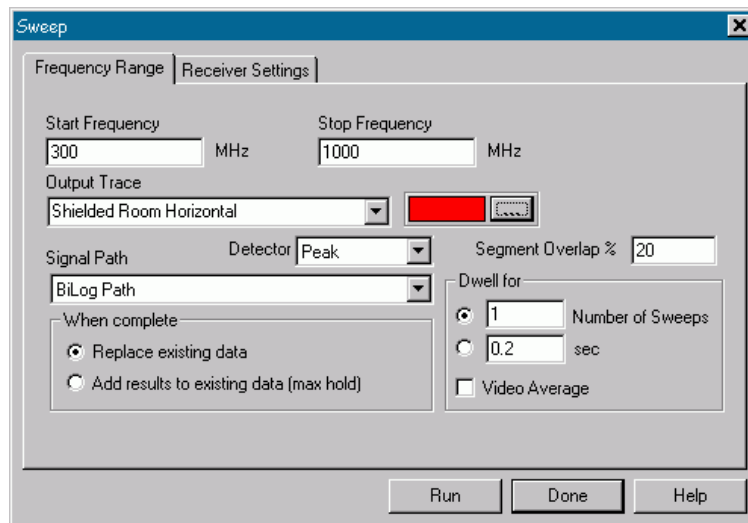 Sweep
Frequency Range Receiver Settings
Start Frequency Stop Frequency
300 MHz 1000 MHz
Output Trace
Shielded Room Horizontal ....
Signal Path Detector Peak Segment Overlap % 20
BiLog Path
Dwell for
When complete
1 Number of Sweeps
Replace existing data
0.2 sec
Add results to existing data (max hold)
Video Average
Run Done Help